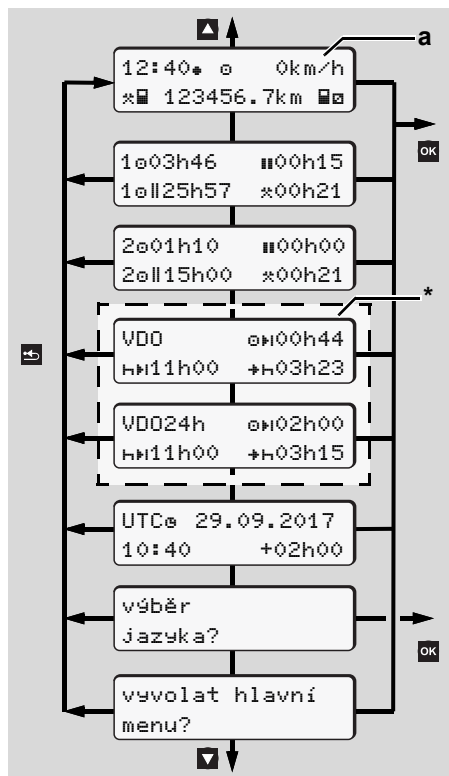 a
12:40● ⊙ 0km/h
123456.7km
OK
1⊙03h46 00h15
1⊙||25h57 00h21
2⊙01h10 00h00
2⊙||15h00 00h21
*
VDO ⊙00h44
11h00 03h23
VDO24h ⊙02h00
11h00 03h15
UTC 29.09.2017
10:40 +02h00
výběr
jazyka?
OK
vyvolat hlavní
menu?